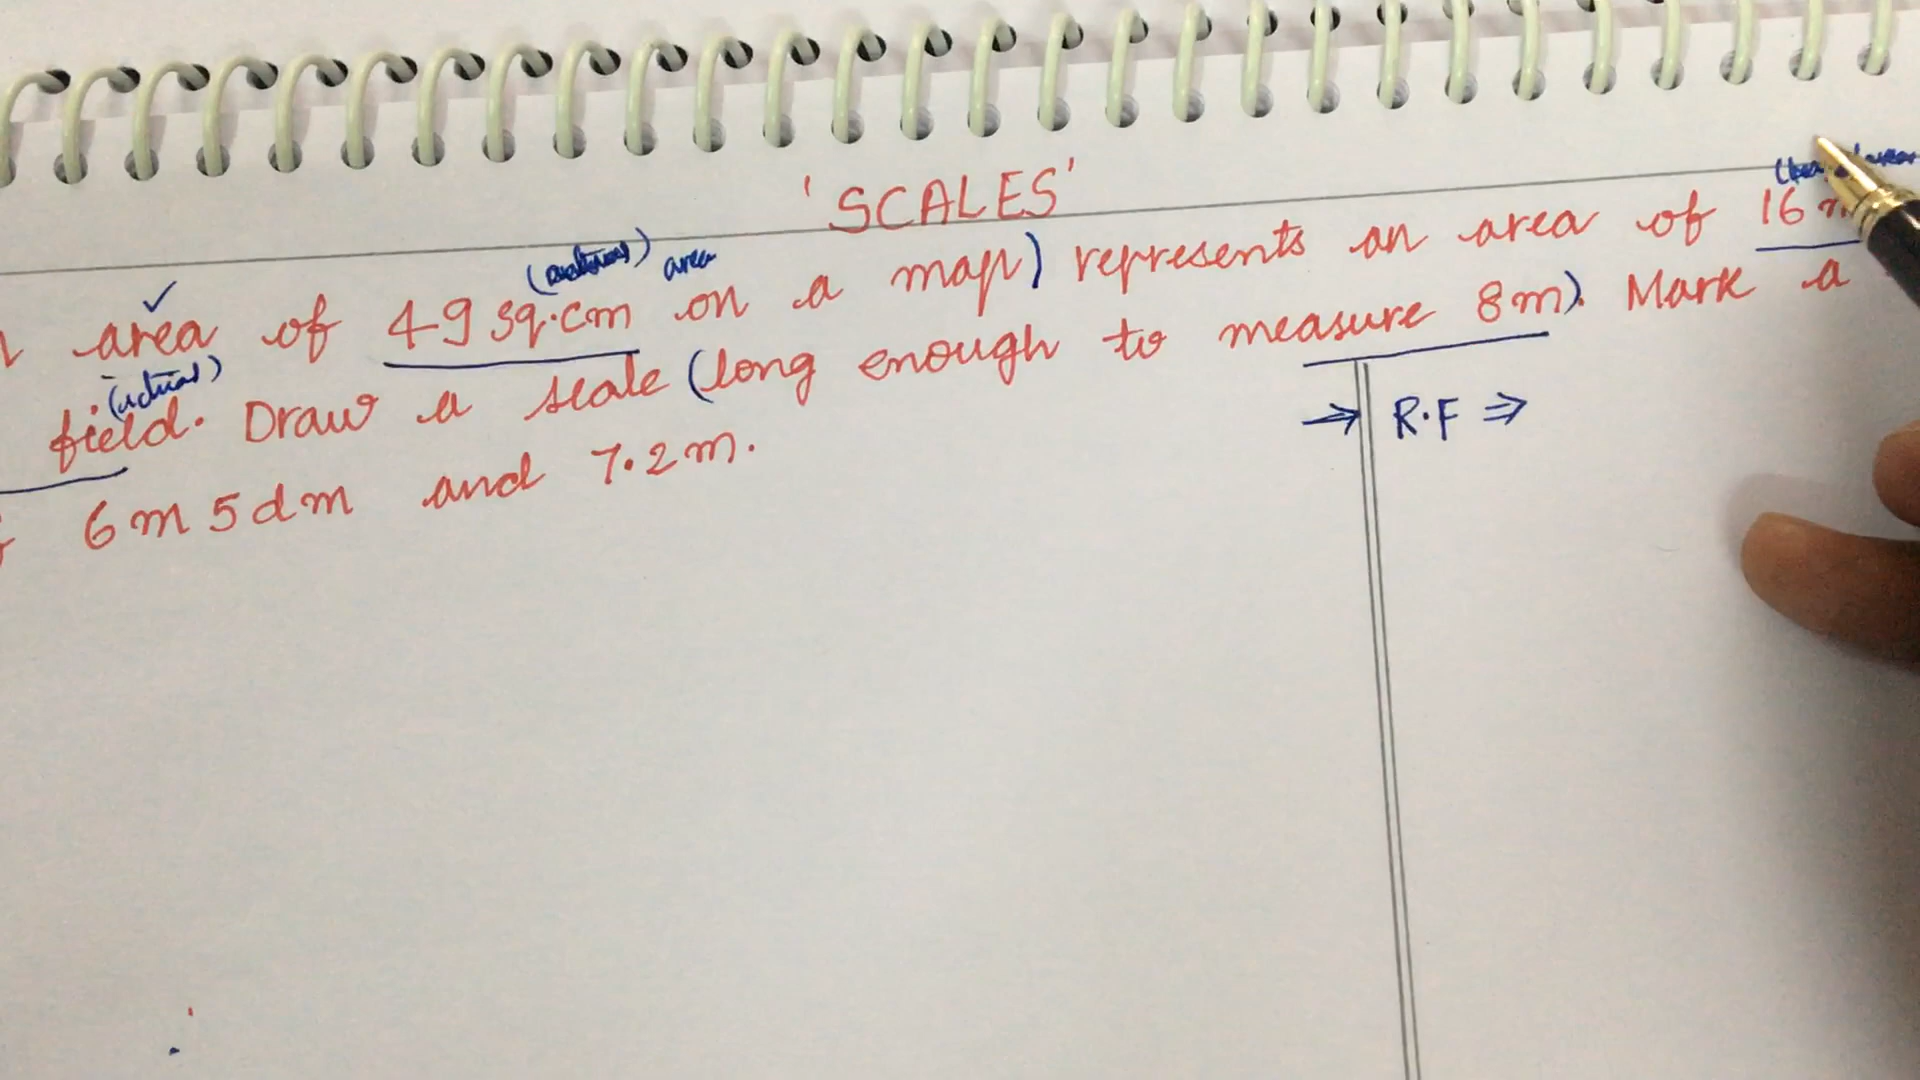 'SCALES'
area of 49 sq.cm on a map) represents an area of 16
(actual) area
(actual)
field. Draw a scale (long enough to measure 8m). Mark a
6m 5dm and 7.2m.
→ R.F ⇒